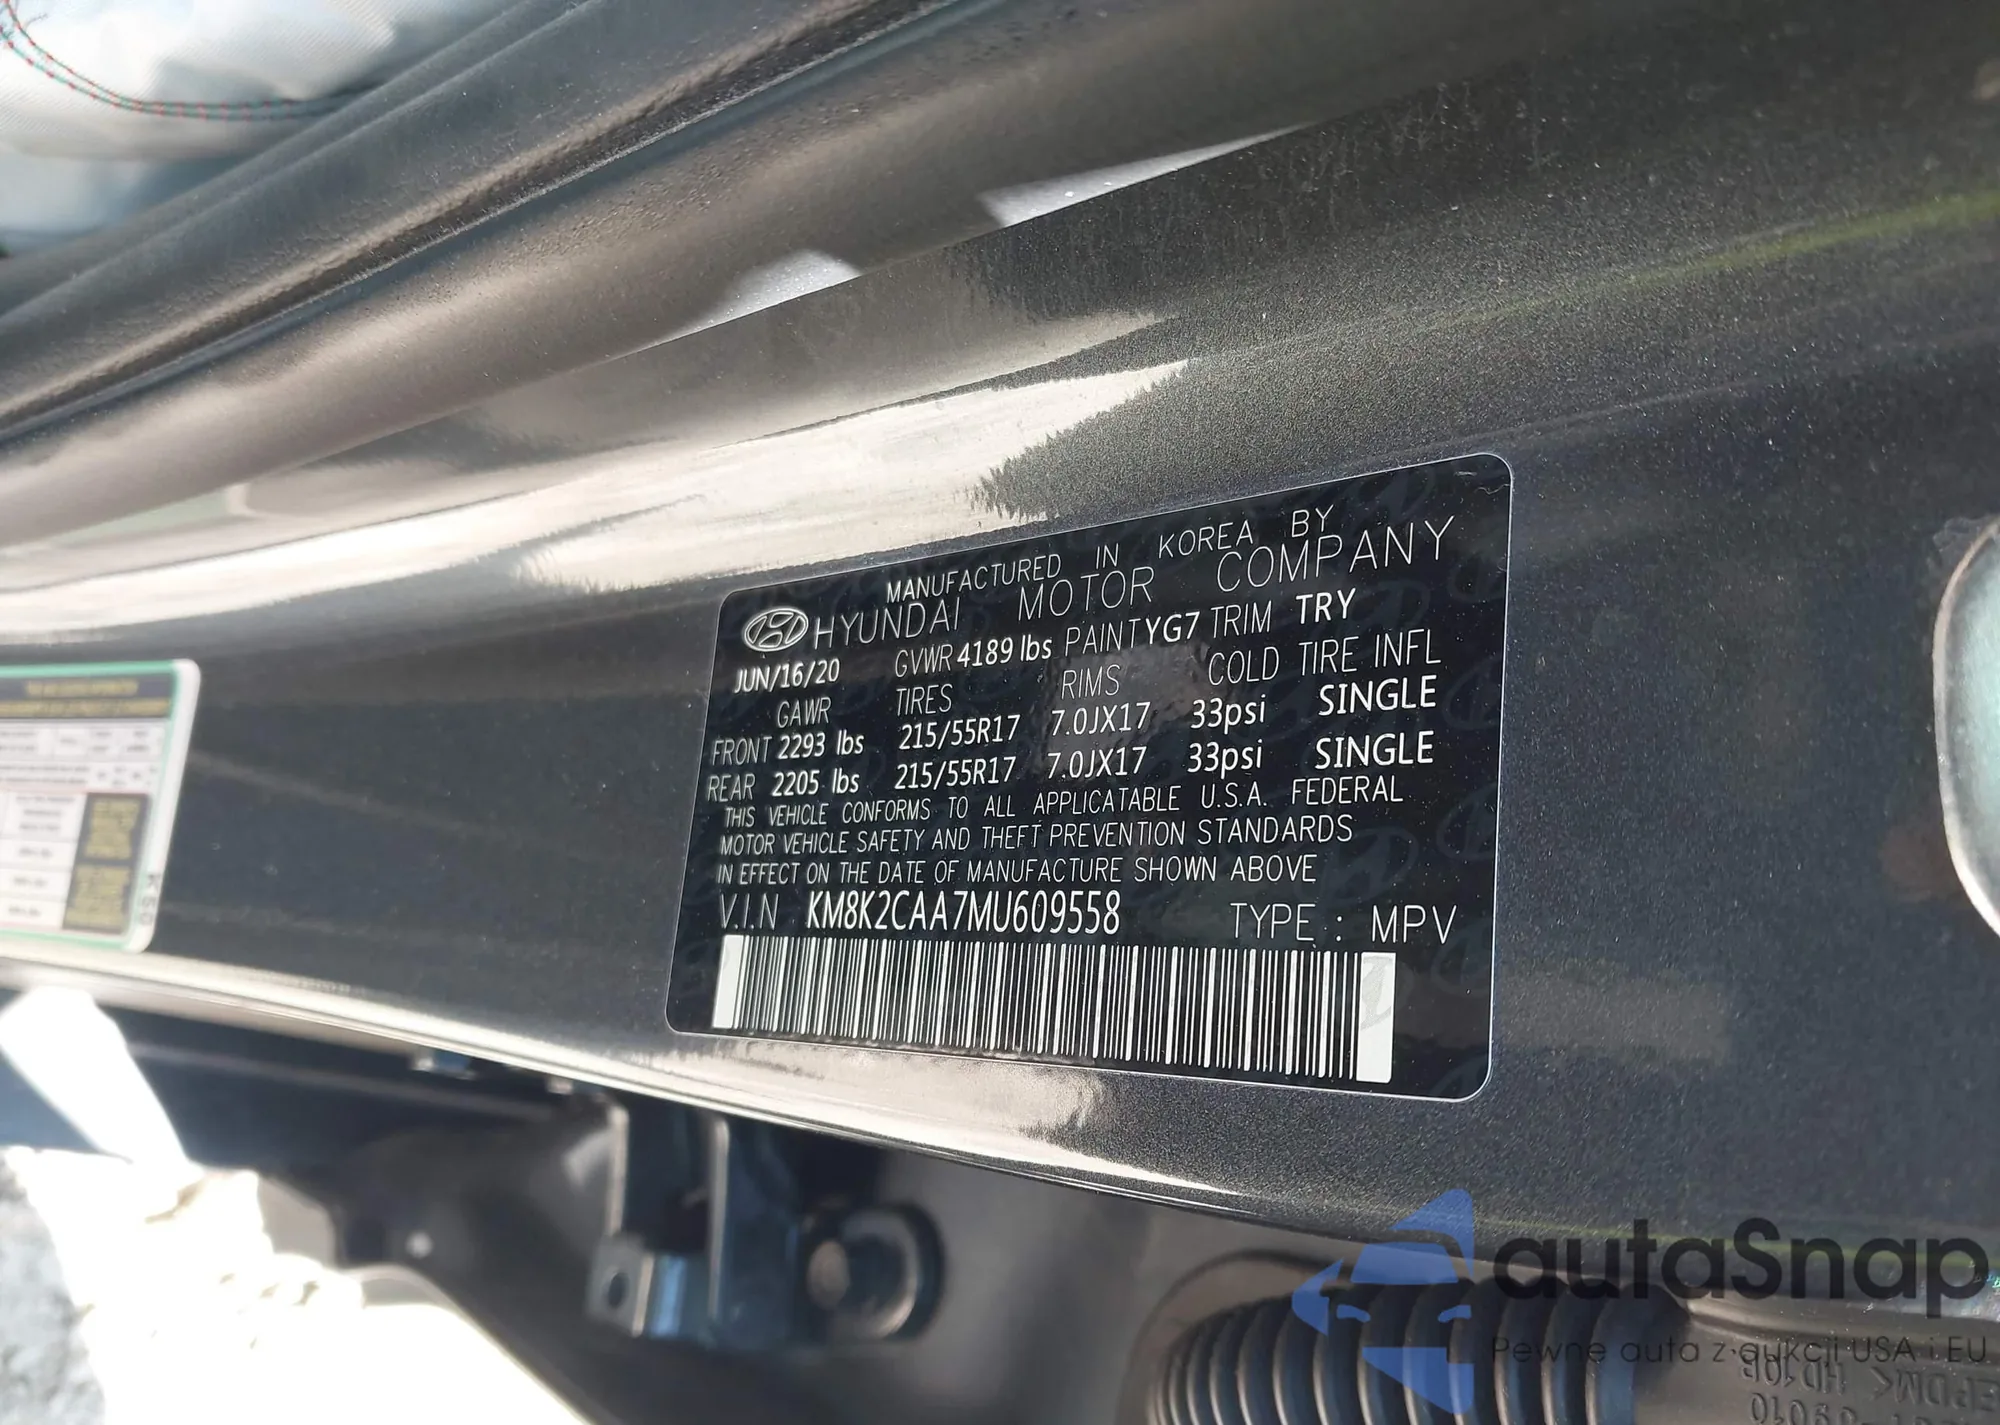 MANUFACTURED IN KOREA BY
HYUNDAI MOTOR COMPANY
JUN/16/20 GVWR 4189 lbs PAINT YG7 TRIM TRY
GAWR TIRES RIMS COLD TIRE INFL
FRONT 2293 lbs 215/55R17 7.0JX17 33psi SINGLE
REAR 2205 lbs 215/55R17 7.0JX17 33psi SINGLE
THIS VEHICLE CONFORMS TO ALL APPLICATABLE U.S.A. FEDERAL
MOTOR VEHICLE SAFETY AND THEFT PREVENTION STANDARDS
IN EFFECT ON THE DATE OF MANUFACTURE SHOWN ABOVE
V.I.N KM8K2CAA7MU609558 TYPE : MPV
autaSnap
Pewne auta z aukcji USA i EU